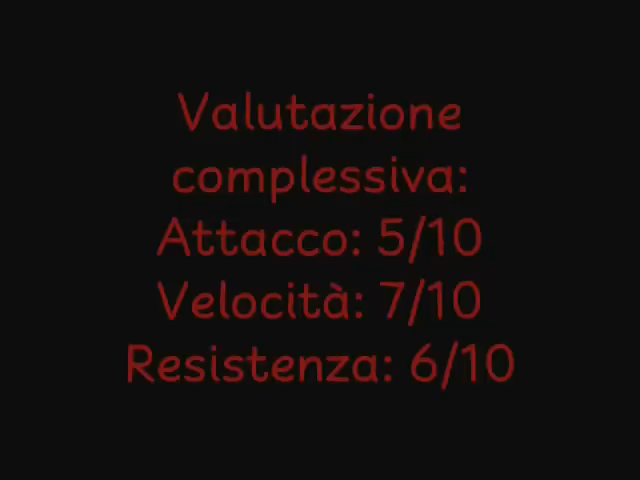 Valutazione
complessiva:
Attacco: 5/10
Velocità: 7/10
Resistenza: 6/10